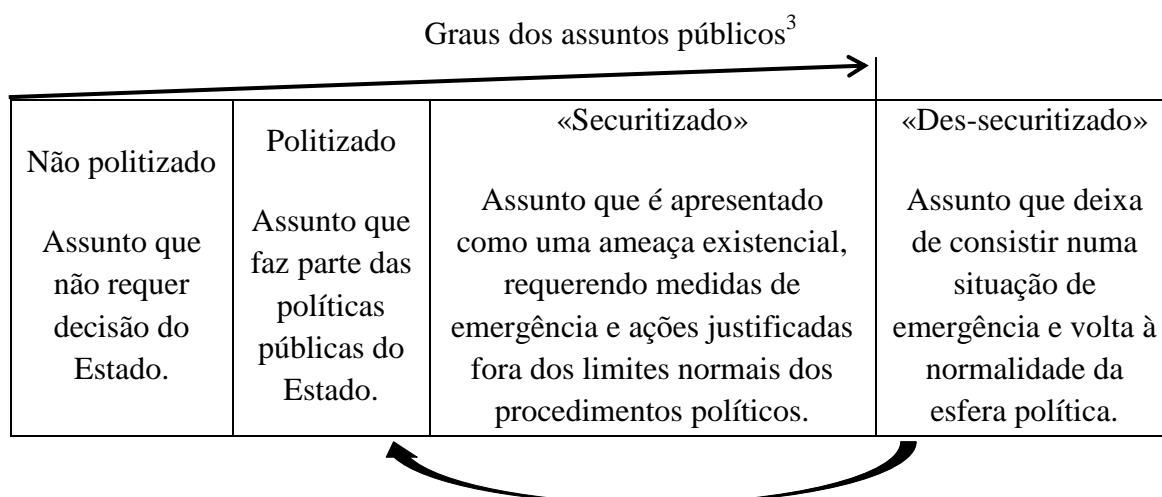 Graus dos assuntos públicos3
Não politizado
Assunto que
não requer
decisão do
Estado.
Politizado
Assunto que
faz parte das
políticas
públicas do
Estado.
«Securitizado»
Assunto que é apresentado
como uma ameaça existencial,
requerendo medidas de
emergência e ações justificadas
fora dos limites normais dos
procedimentos políticos.
«Des-securitizado»
Assunto que deixa
de consistir numa
situação de
emergência e volta à
normalidade da
esfera política.